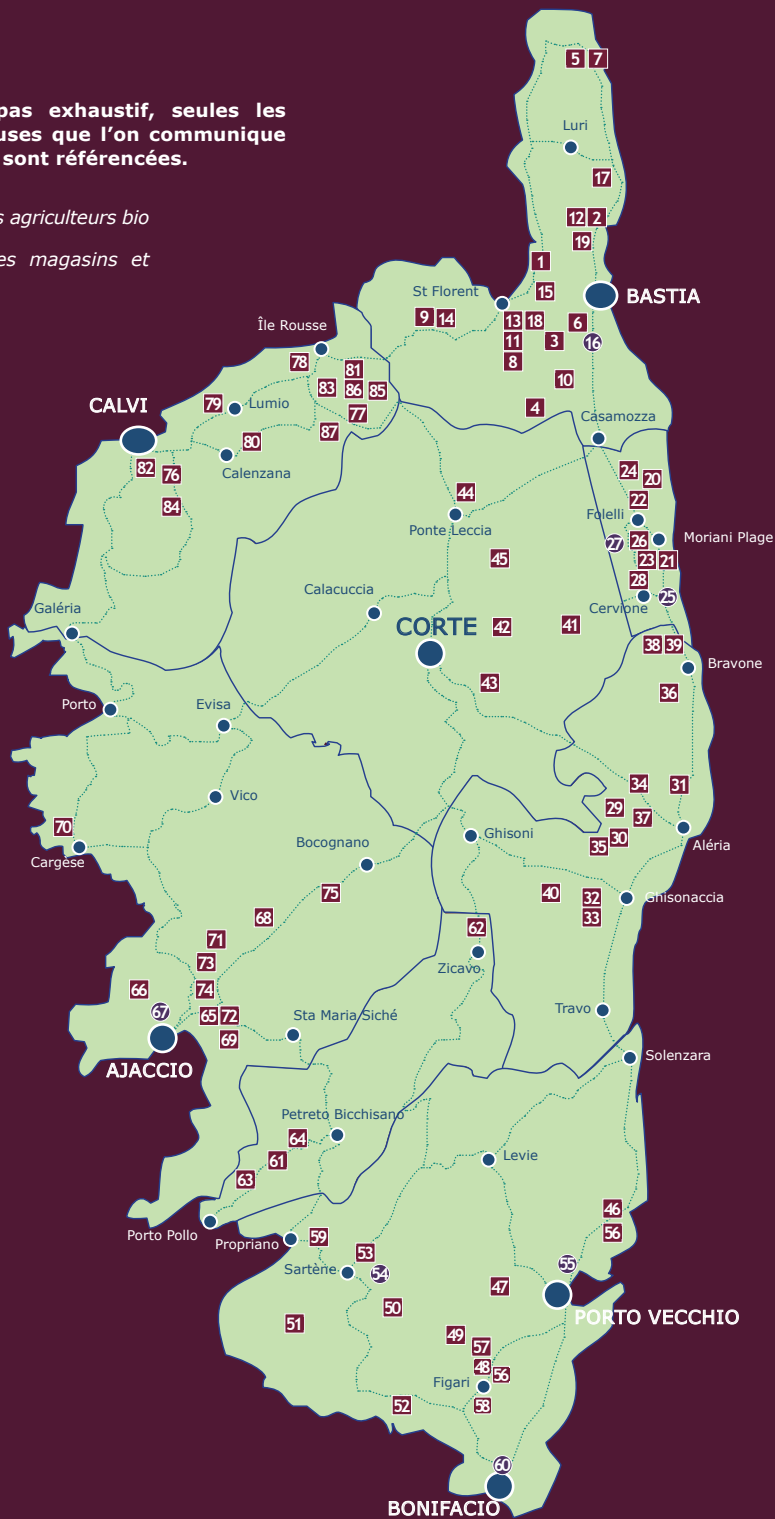 pas exhaustif, seules les
uses que l'on communique
sont référencées.
s agriculteurs bio
es magasins et
5 7
Luri
17
12 2
19
1
15
BASTIA
St Florent
9 14
13 18 6
11 3 16
8
10
4
Casamozza
Île Rousse
78
81
83 86 85
77
87
79
Lumio
CALVI
80
Calenzana
82 76
84
24 20
22
Folelli
27 26
Moriani Plage
23 21
28
Cervione 25
44
Ponte Leccia
45
Calacuccia
CORTE
42 41
43
38 39
Bravone
36
Galéria
Porto
Evisa
Vico
70
Cargèse
34 31
29
37
30
35
Aléria
Bocognano
Ghisoni
75
40 32
33
Ghisonaccia
68
62
Zicavo
71
73
66 74
67 65 72
69
AJACCIO
Sta Maria Siché
Travo
Solenzara
Petreto Bicchisano
64
61
63
Levie
Porto Pollo
Propriano
59
46
56
53
Sartène 54
55
47
PORTO VECCHIO
50
51
49
57
48 56
Figari
58
52
60
BONIFACIO